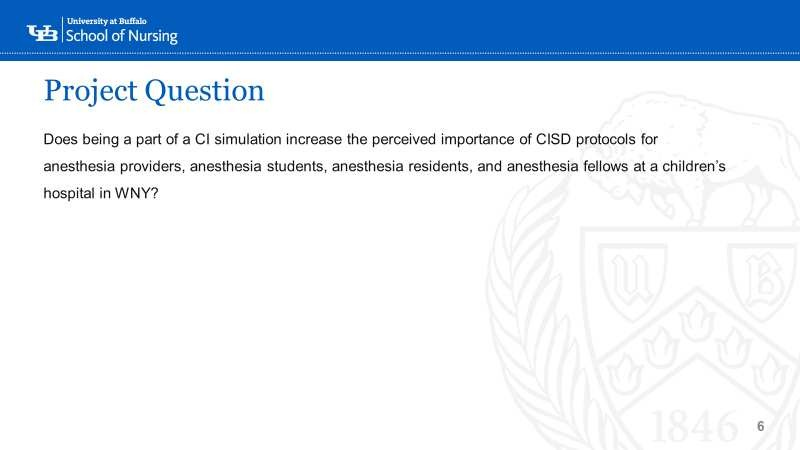 University at Buffalo
School of Nursing
Project Question
Does being a part of a CI simulation increase the perceived importance of CISD protocols for
anesthesia providers, anesthesia students, anesthesia residents, and anesthesia fellows at a children’s
hospital in WNY?
U B
1846
6